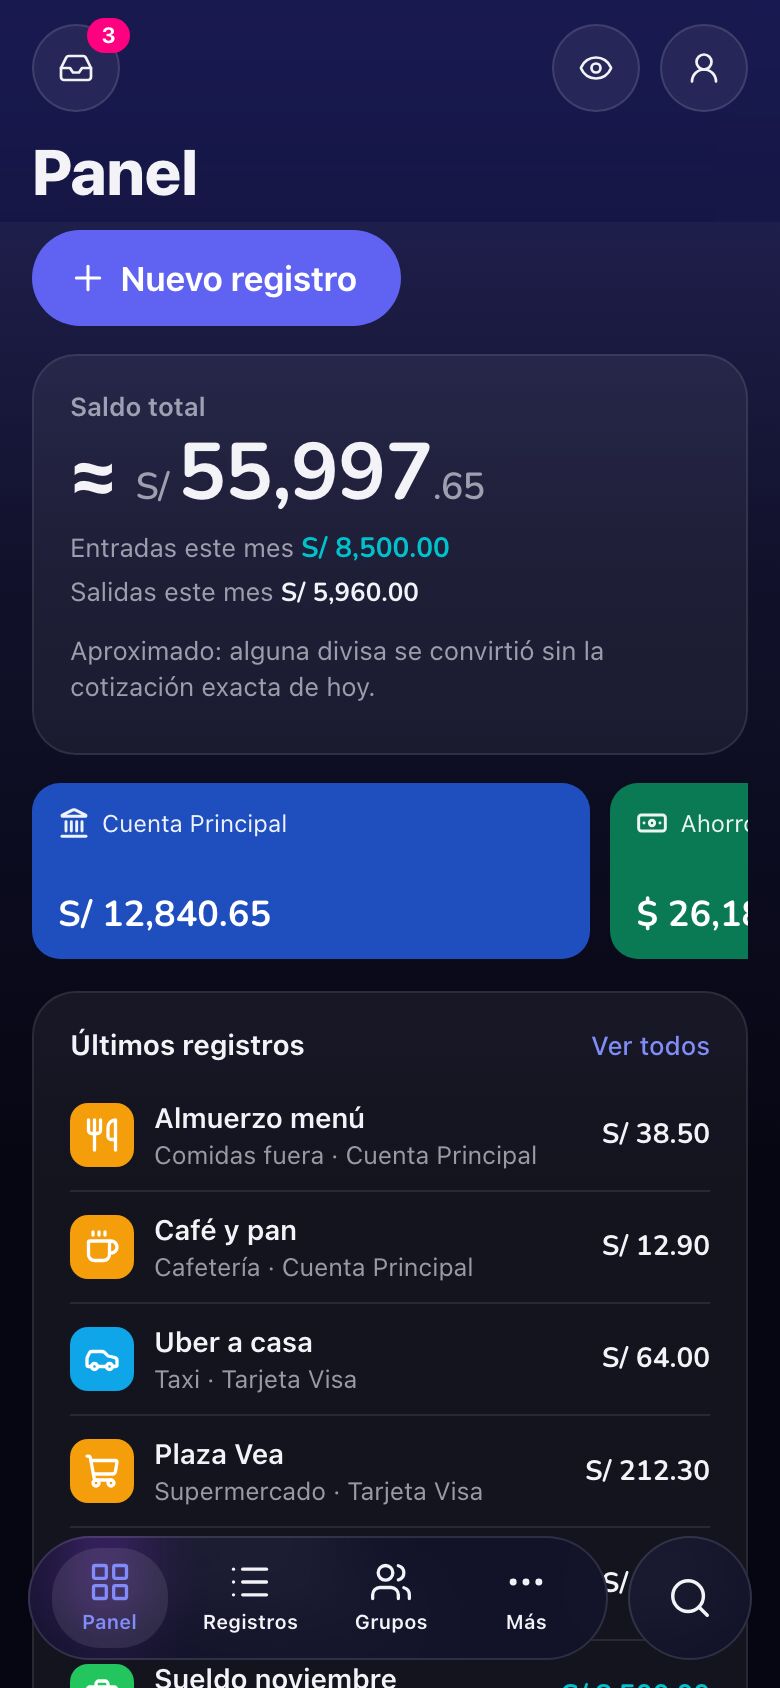 3
Panel
+ Nuevo registro
Saldo total
≈ S/ 55,997.65
Entradas este mes S/ 8,500.00
Salidas este mes S/ 5,960.00
Aproximado: alguna divisa se convirtió sin la
cotización exacta de hoy.
Cuenta Principal
S/ 12,840.65
$ 26,18
Últimos registros
Ver todos
Almuerzo menú
Comidas fuera · Cuenta Principal
S/ 38.50
Café y pan
Cafetería · Cuenta Principal
S/ 12.90
Uber a casa
Taxi · Tarjeta Visa
S/ 64.00
Plaza Vea
Supermercado · Tarjeta Visa
S/ 212.30
S/
Panel
Registros
Grupos
Más
Sueldo noviembre